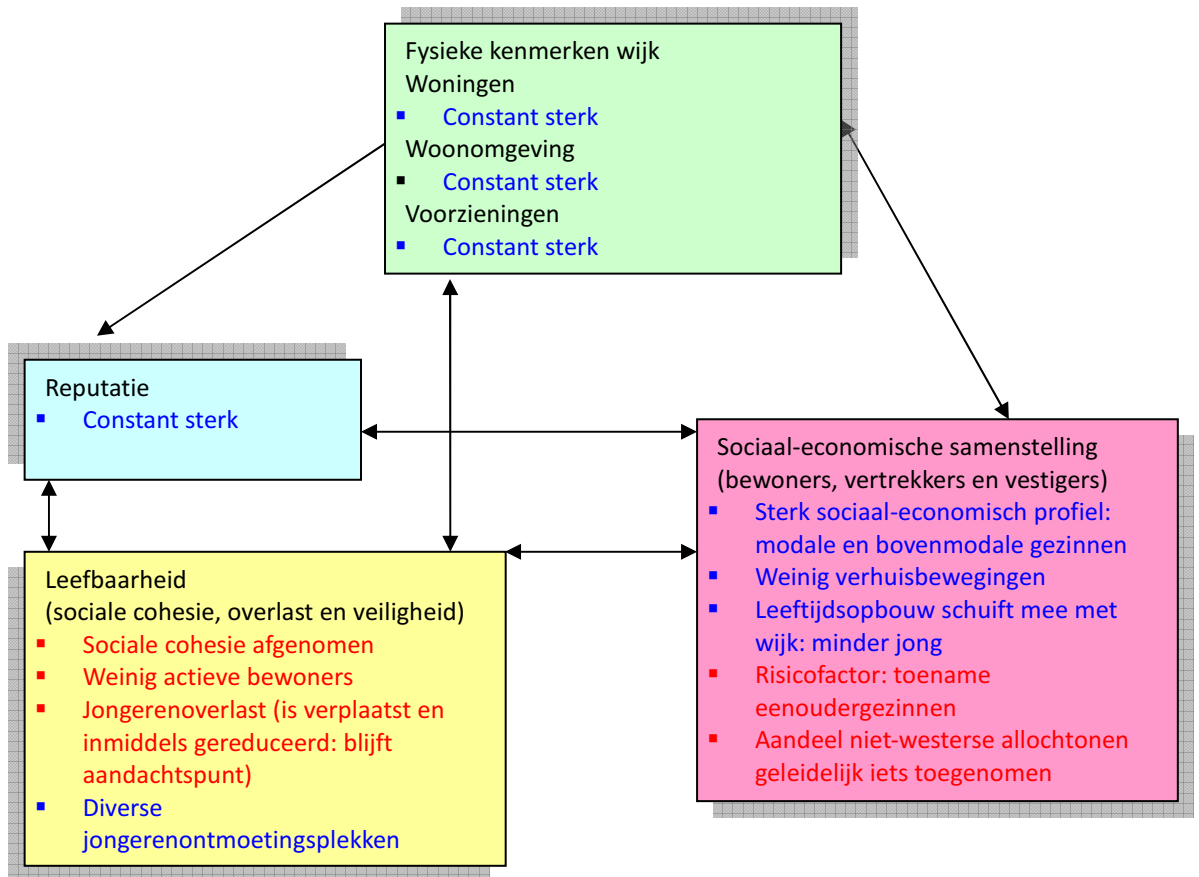 Fysieke kenmerken wijk
Woningen
▪ Constant sterk
Woonomgeving
▪ Constant sterk
Voorzieningen
▪ Constant sterk
Reputatie
▪ Constant sterk
Sociaal-economische samenstelling
(bewoners, vertrekkers en vestigers)
▪ Sterk sociaal-economisch profiel:
modale en bovenmodale gezinnen
▪ Weinig verhuisbewegingen
▪ Leeftijdsopbouw schuift mee met
wijk: minder jong
▪ Risicofactor: toename
eenoudergezinnen
▪ Aandeel niet-westerse allochtonen
geleidelijk iets toegenomen
Leefbaarheid
(sociale cohesie, overlast en veiligheid)
▪ Sociale cohesie afgenomen
▪ Weinig actieve bewoners
▪ Jongerenoverlast (is verplaatst en
inmiddels gereduceerd: blijft
aandachtspunt)
▪ Diverse
jongerenontmoetingsplekken